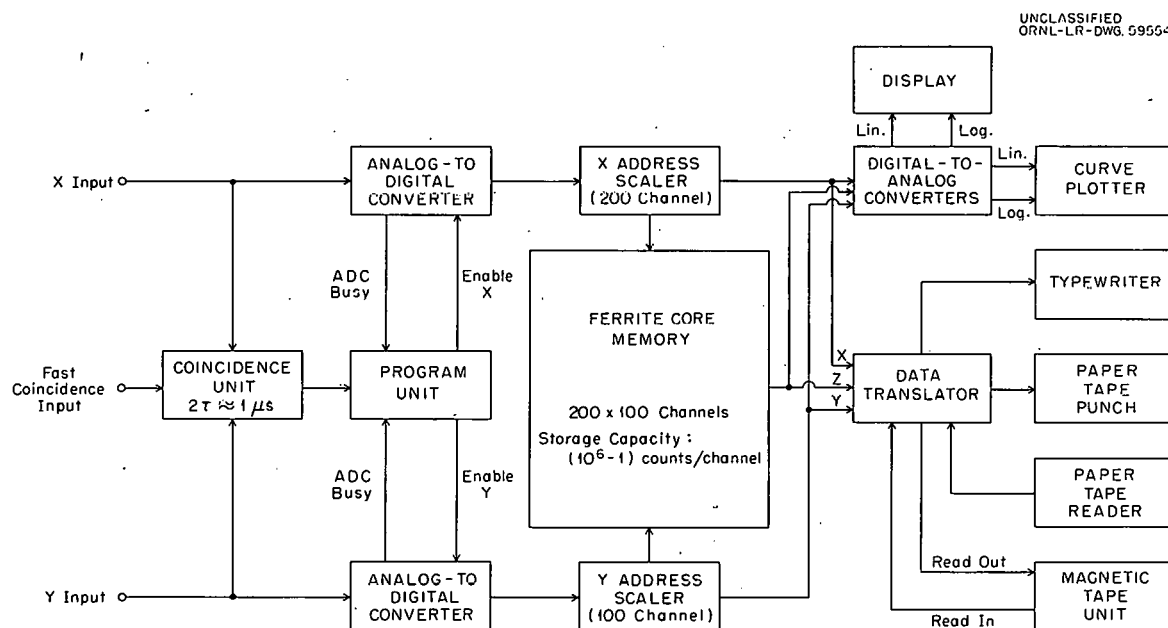 UNCLASSIFIED
ORNL-LR-DWG. 59554
DISPLAY
Lin.
Log.
X Input
ANALOG-TO
DIGITAL
CONVERTER
X ADDRESS
SCALER
(200 Channel)
DIGITAL-TO-
ANALOG
CONVERTERS
Lin.
Log.
CURVE
PLOTTER
ADC
Busy
Enable
X
FERRITE CORE
MEMORY
200 x 100 Channels
Storage Capacity:
(10⁶-1) counts/channel
TYPEWRITER
Fast
Coincidence
Input
COINCIDENCE
UNIT
2τ ≈ 1 μs
PROGRAM
UNIT
X
Z
Y
DATA
TRANSLATOR
PAPER
TAPE
PUNCH
ADC
Busy
Enable
Y
PAPER
TAPE
READER
Y Input
ANALOG-TO
DIGITAL
CONVERTER
Y ADDRESS
SCALER
(100 Channel)
Read Out
Read In
MAGNETIC
TAPE
UNIT